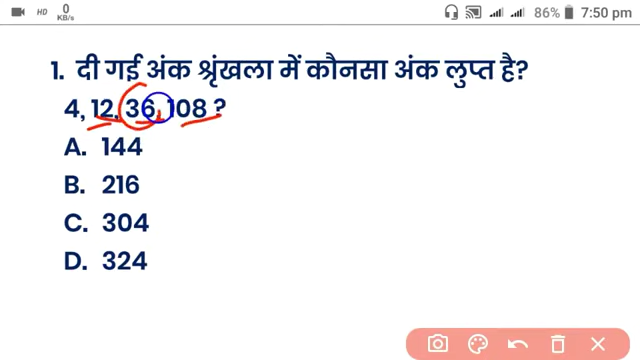 HD 0 KB/s 86% 7:50 pm
1. दी गई अंक श्रृंखला में कौनसा अंक लुप्त है?
4, 12, 36, 108 ?
A. 144
B. 216
C. 304
D. 324